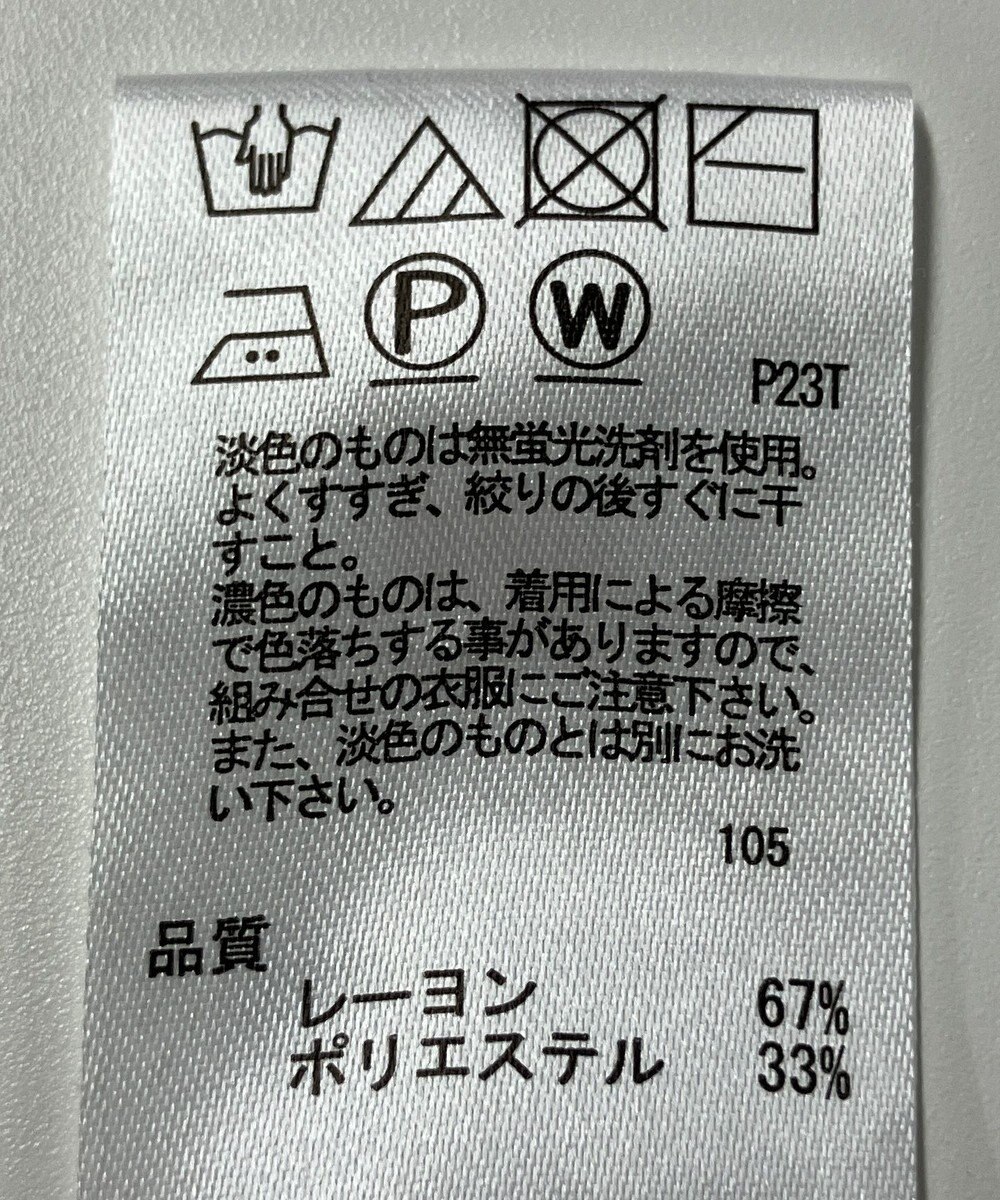 P W
P23T
淡色のものは無蛍光洗剤を使用。
よくすすぎ、絞りの後すぐに干
すこと。
濃色のものは、着用による摩擦
で色落ちする事がありますので、
組み合せの衣服にご注意下さい。
また、淡色のものとは別にお洗
い下さい。
105
品質
レーヨン 67%
ポリエステル 33%